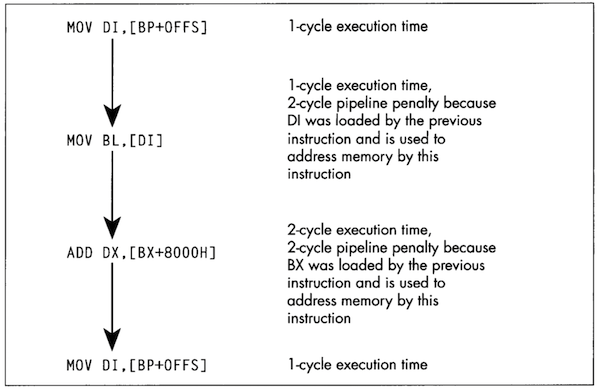 MOV DI,[BP+OFFS] 1-cycle execution time
1-cycle execution time,
2-cycle pipeline penalty because
DI was loaded by the previous
MOV BL,[DI] instruction and is used to
address memory by this
instruction
2-cycle execution time,
2-cycle pipeline penalty because
ADD DX,[BX+8000H] BX was loaded by the previous
instruction and is used to
address memory by this
instruction
MOV DI,[BP+OFFS] 1-cycle execution time